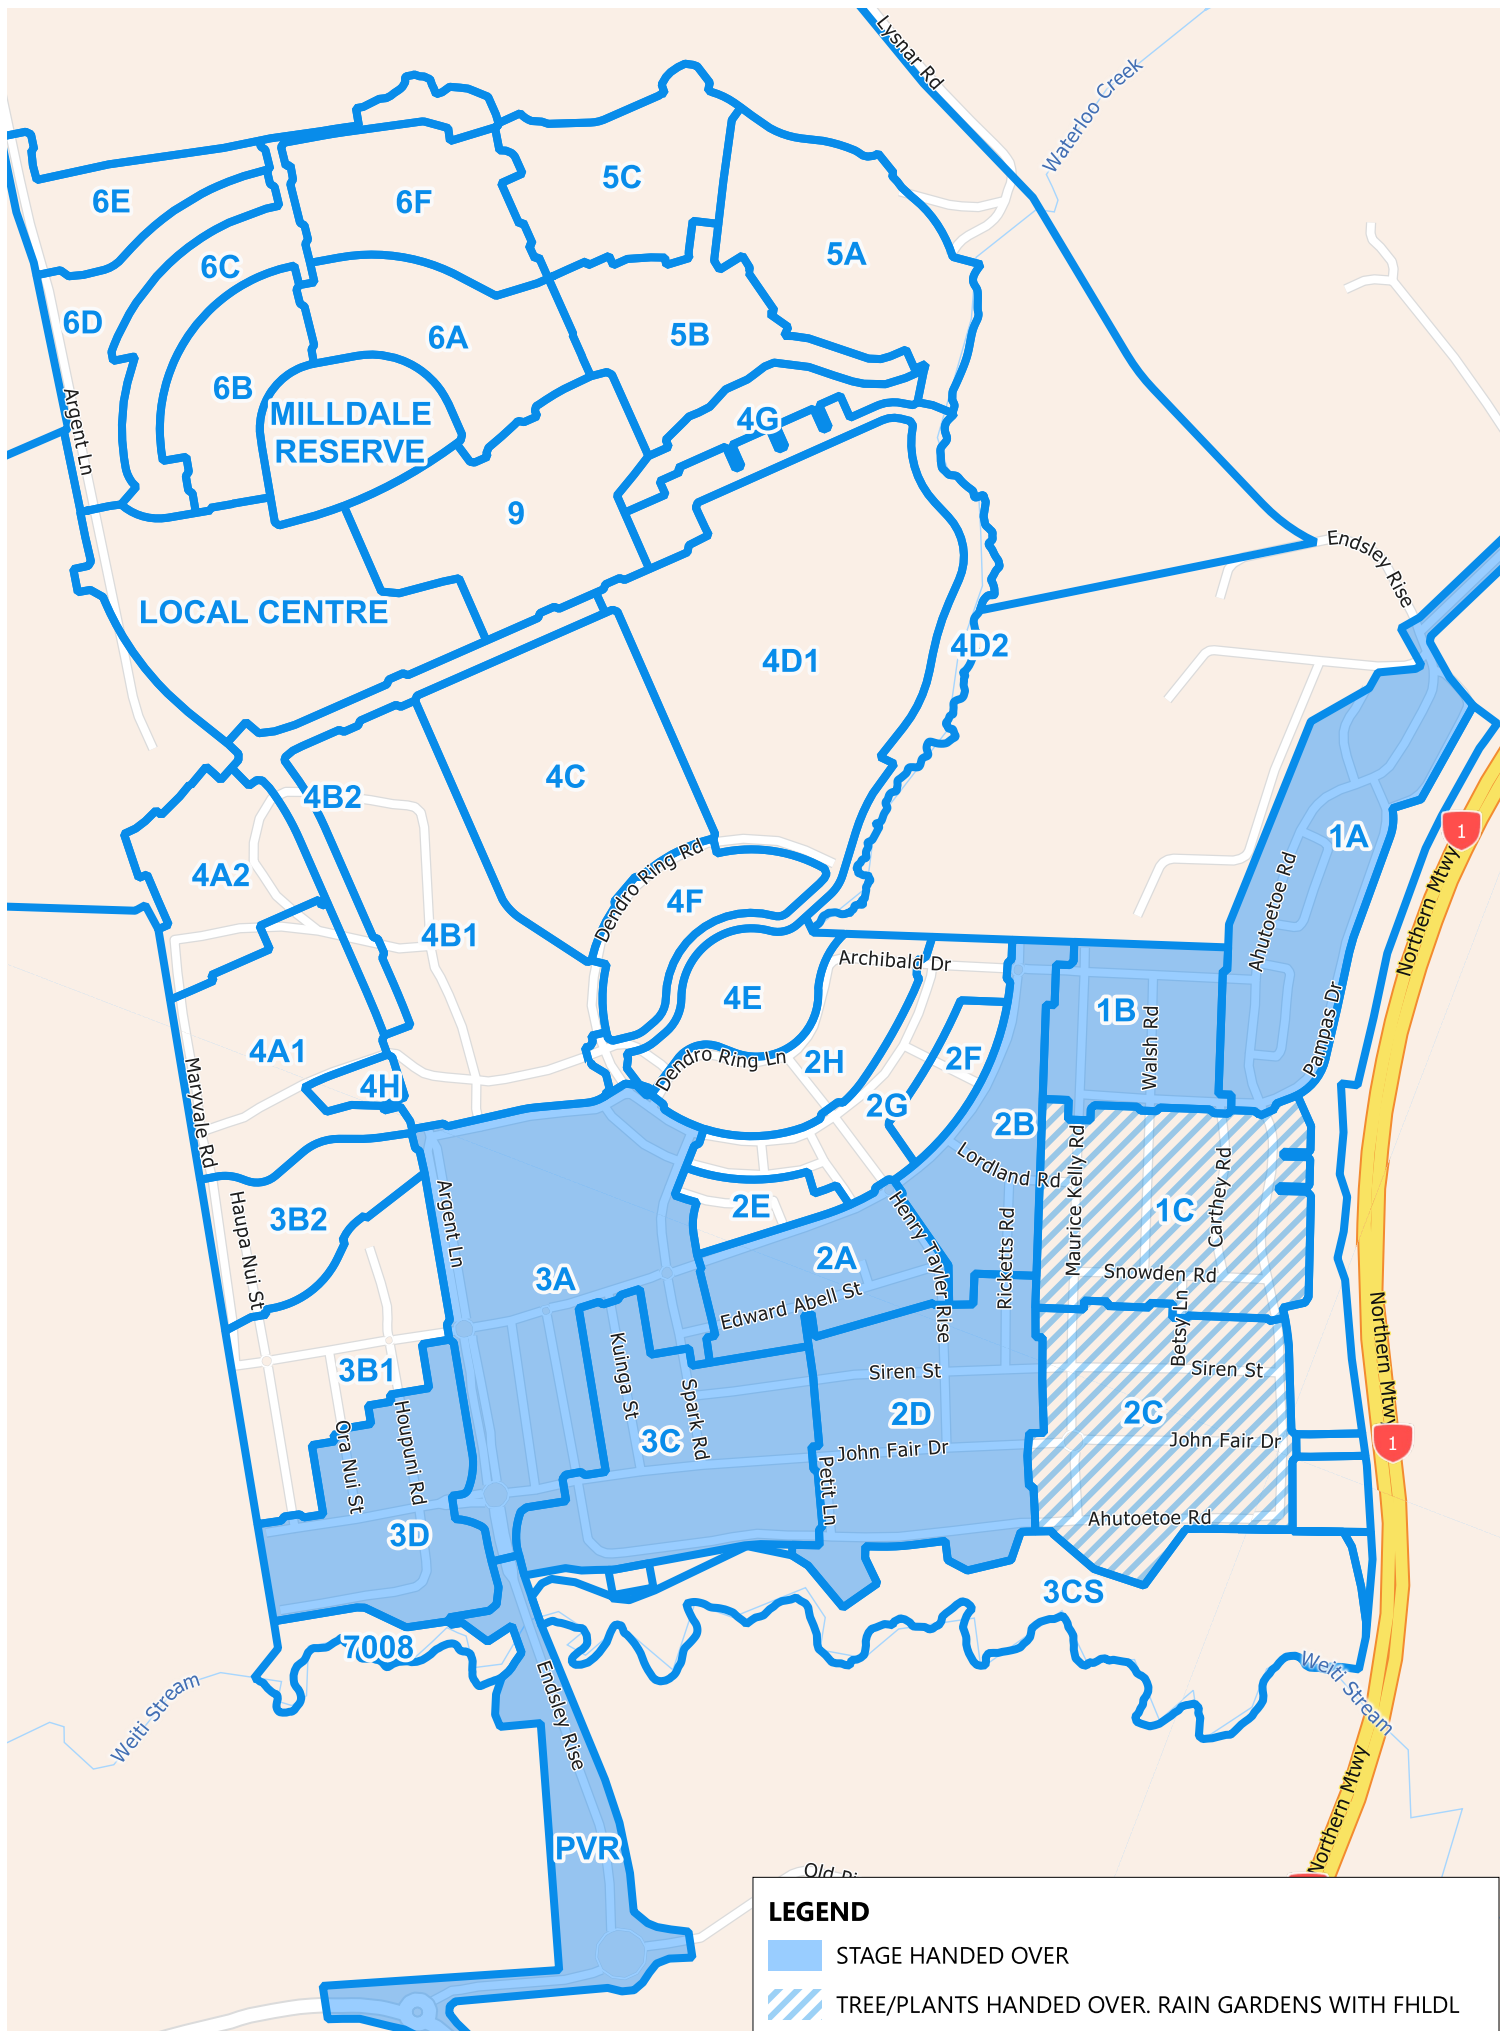 Lysnar Rd
Waterloo Creek
5C
6E
6F
5A
6C
6D
6A
5B
6B
Argent Ln
MILLDALE
RESERVE
4G
9
Endsley Rise
LOCAL CENTRE
4D1
4D2
4C
4B2
1
1A
4A2
Dendro Ring Rd
4F
Ahutoetoe Rd
Northern Mtwy
4B1
Archibald Dr
4E
1B
4A1
Walsh Rd
Pampas Dr
Dendro Ring Ln
2H
2F
4H
Maryvale Rd
2G
2B
Lordland Rd
Maurice Kelly Rd
Carthey Rd
3B2
Haupa Nui St
Argent Ln
2E
Henry Tayler Rise
1C
2A
3A
Ricketts Rd
Snowden Rd
Edward Abell St
Betsy Ln
Northern Mtwy
3B1
Kuinga St
Siren St
Siren St
Spark Rd
Houpuni Rd
Ora Nui St
3C
2D
2C
John Fair Dr
John Fair Dr
1
Petit Ln
3D
Ahutoetoe Rd
3CS
7008
Weiti Stream
Endsley Rise
Weiti Stream
Northern Mtwy
PVR
LEGEND
STAGE HANDED OVER
TREE/PLANTS HANDED OVER. RAIN GARDENS WITH FHLDL